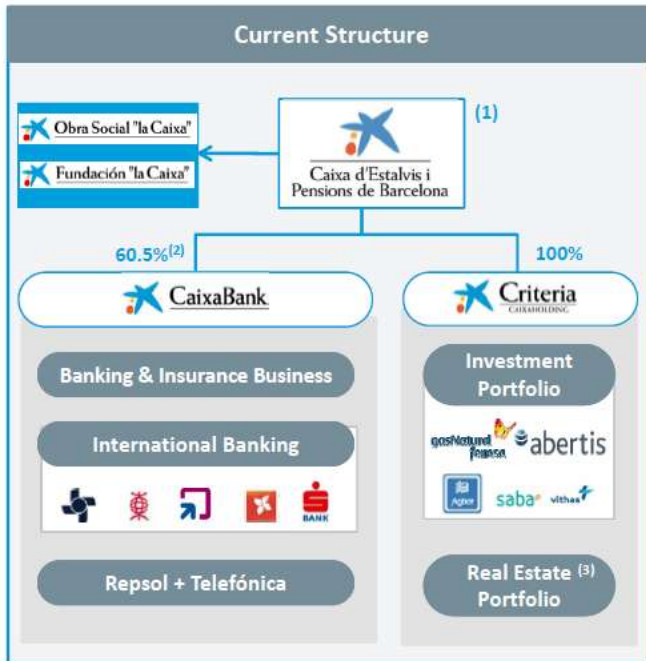 Current Structure
Obra Social "la Caixa"
Fundación "la Caixa"
(1)
Caixa d'Estalvis i
Pensions de Barcelona
60.5%(2)
100%
CaixaBank
Criteria
CAIXAHOLDING
Banking & Insurance Business
Investment
Portfolio
International Banking
gasNatural
fenosa
abertis
S
BANK
Agbar
saba
vithas
Repsol + Telefónica
Real Estate (3)
Portfolio